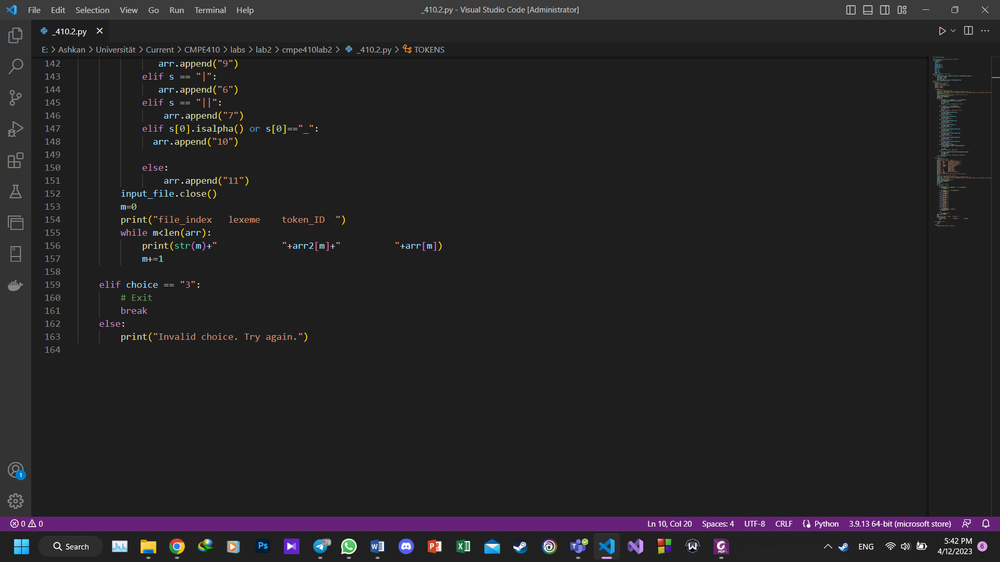 File Edit Selection View Go Run Terminal Help
_410.2.py - Visual Studio Code [Administrator]
_410.2.py
E: > Ashkan > Universität > Current > CMPE410 > labs > lab2 > cmpe410lab2 > _410.2.py > TOKENS
142 arr.append("9")
143 elif s == "|":
144 arr.append("6")
145 elif s == "||":
146 arr.append("7")
147 elif s[0].isalpha() or s[0]=="_":
148 arr.append("10")
149
150 else:
151 arr.append("11")
152 input_file.close()
153 m=0
154 print("file_index   lexeme    token_ID  ")
155 while m<len(arr):
156 print(str(m)+"            "+arr2[m]+"          "+arr[m])
157 m+=1
158
159 elif choice == "3":
160 # Exit
161 break
162 else:
163 print("Invalid choice. Try again.")
164
1
0 0 Ln 10, Col 20 Spaces: 4 UTF-8 CRLF Python 3.9.13 64-bit (microsoft store)
Search Ps .78 ENG 5:42 PM 6
4/12/2023